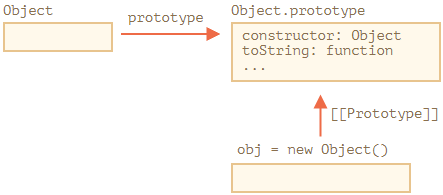 Object
prototype
Object.prototype
constructor: Object
toString: function
...
[[Prototype]]
obj = new Object()